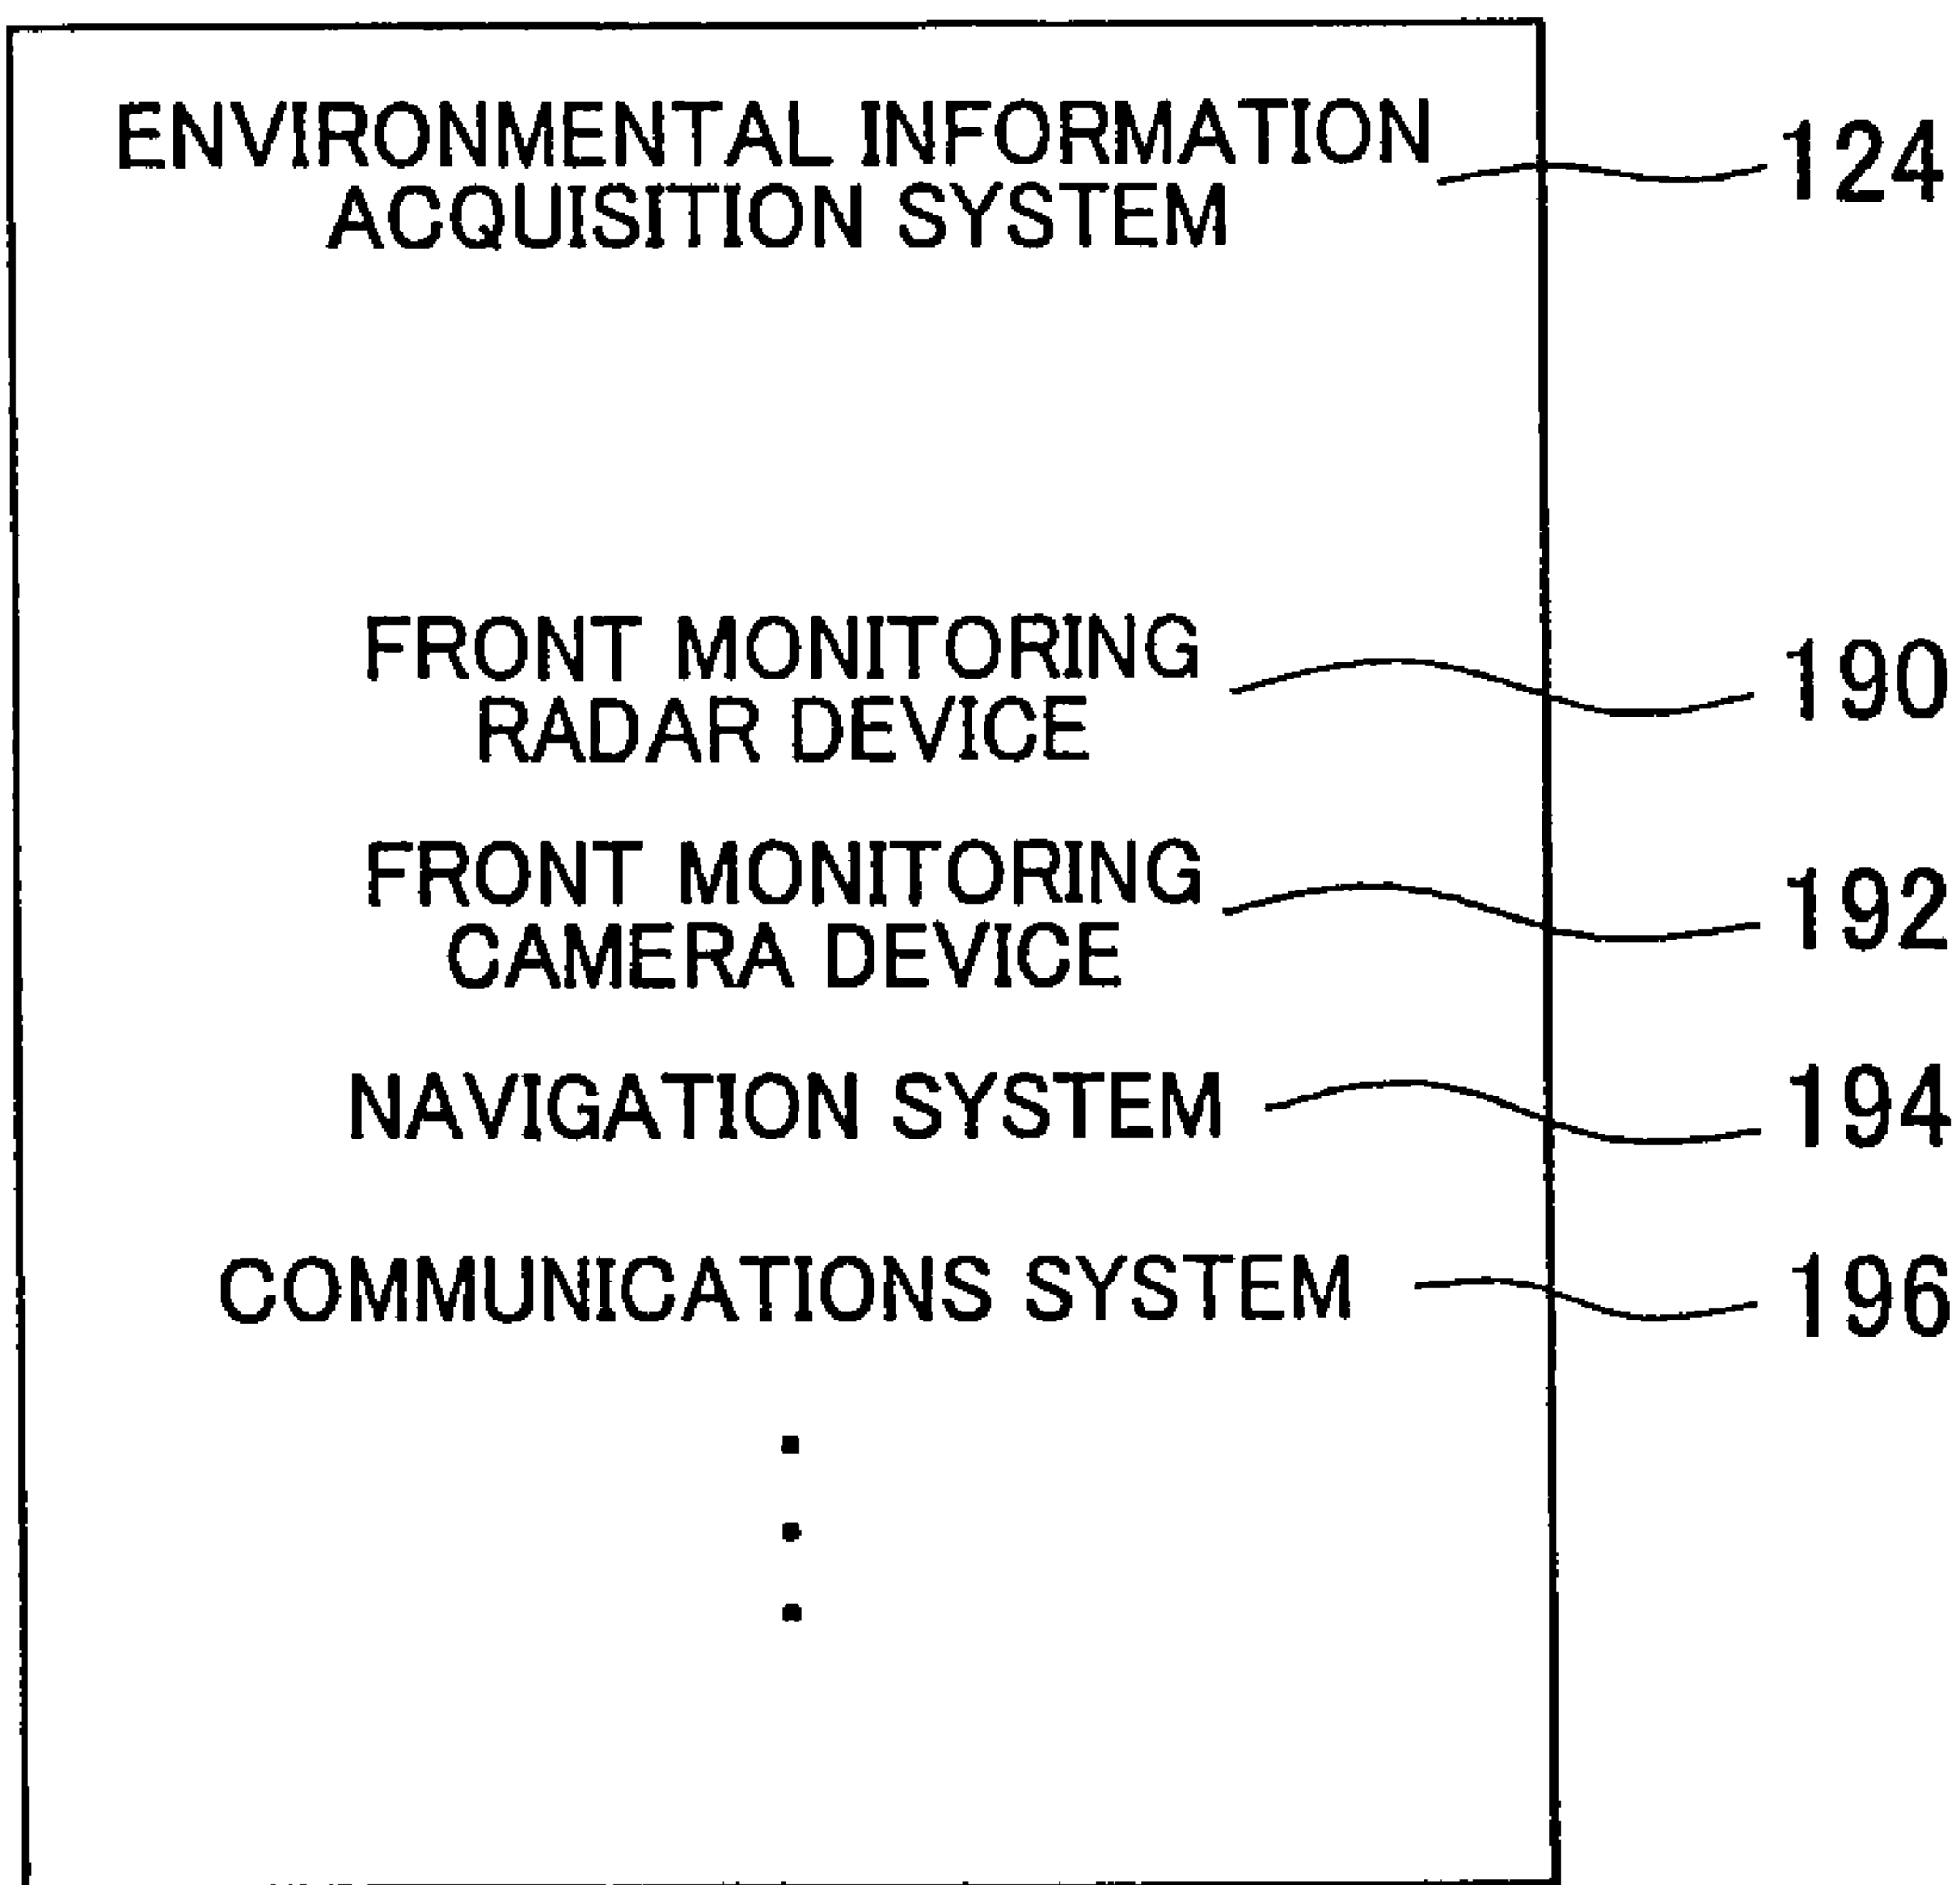 ENVIRONMENTAL INFORMATION
ACQUISITION SYSTEM
124
FRONT MONITORING
RADAR DEVICE
190
FRONT MONITORING
CAMERA DEVICE
192
NAVIGATION SYSTEM
194
COMMUNICATIONS SYSTEM
196